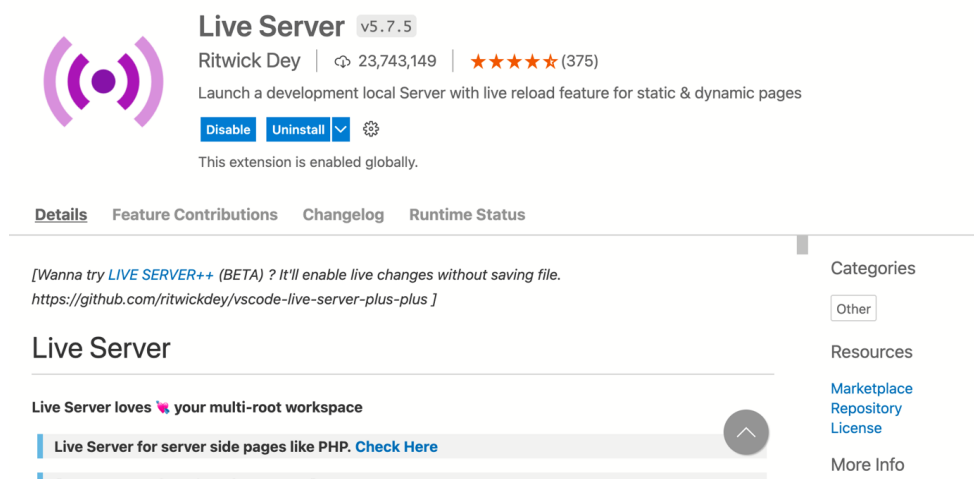 Live Server v5.7.5
Ritwick Dey 23,743,149 (375)
Launch a development local Server with live reload feature for static & dynamic pages
Disable Uninstall
This extension is enabled globally.
Details Feature Contributions Changelog Runtime Status
[Wanna try LIVE SERVER++ (BETA) ? It'll enable live changes without saving file.
https://github.com/ritwickdey/vscode-live-server-plus-plus ]
Live Server
Live Server loves 💘 your multi-root workspace
Live Server for server side pages like PHP. Check Here
Categories
Other
Resources
Marketplace
Repository
License
More Info